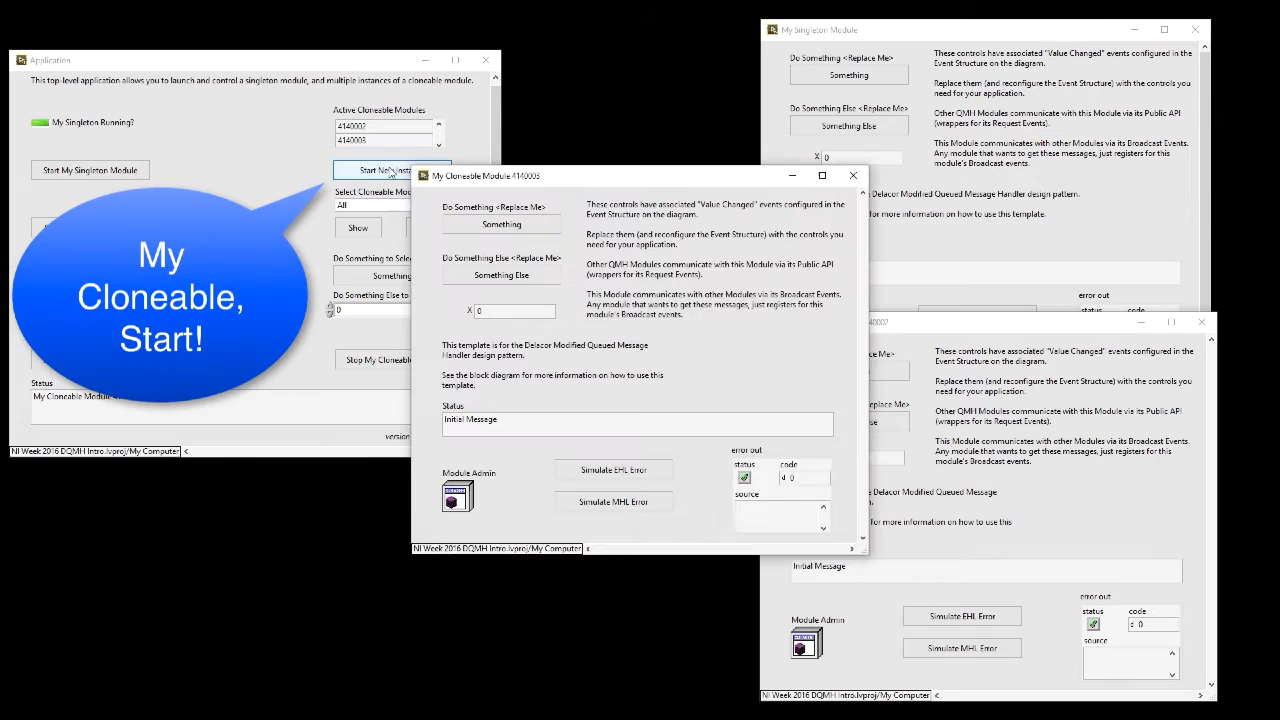 Application
This top-level application allows you to launch and control a singleton module, and multiple instances of a cloneable module.
My Singleton Running?
Active Cloneable Modules
4140002
4140003
Start My Singleton Module
Start New Insta
Select Cloneable Mod
All
Show
Do Something to Selec
Something
Do Something Else to
0
Stop My Cloneable
Status
My Cloneable Module 4
version
NI Week 2016 DQMH Intro.lvproj/My Computer
My
Cloneable,
Start!
My Singleton Module
Do Something <Replace Me>
Something
Do Something Else <Replace Me>
Something Else
X 0
These controls have associated "Value Changed" events configured in the
Event Structure on the diagram.
Replace them (and reconfigure the Event Structure) with the controls you
need for your application.
Other QMH Modules communicate with this Module via its Public API
(wrappers for its Request Events).
This Module communicates with other Modules via its Broadcast Events.
Any module that wants to get these messages, just registers for this
module's Broadcast events.
e Delacor Modified Queued Message Handler design pattern.
for more information on how to use this template.
error out
My Cloneable Module 4140003
Do Something <Replace Me>
Something
Do Something Else <Replace Me>
Something Else
X 0
These controls have associated "Value Changed" events configured in the
Event Structure on the diagram.
Replace them (and reconfigure the Event Structure) with the controls you
need for your application.
Other QMH Modules communicate with this Module via its Public API
(wrappers for its Request Events).
This Module communicates with other Modules via its Broadcast Events.
Any module that wants to get these messages, just registers for this
module's Broadcast events.
This template is for the Delacor Modified Queued Message
Handler design pattern.
See the block diagram for more information on how to use this
template.
Status
Initial Message
Module Admin
Simulate EHL Error
Simulate MHL Error
error out
status code
d 0
source
NI Week 2016 DQMH Intro.lvproj/My Computer
40002
ce Me>
eplace Me>
se
These controls have associated "Value Changed" events configured in the
Event Structure on the diagram.
Replace them (and reconfigure the Event Structure) with the controls you
need for your application.
Other QMH Modules communicate with this Module via its Public API
(wrappers for its Request Events).
This Module communicates with other Modules via its Broadcast Events.
Any module that wants to get these messages, just registers for this
module's Broadcast events.
e Delacor Modified Queued Message
for more information on how to use this
Initial Message
Module Admin
Simulate EHL Error
Simulate MHL Error
error out
status code
d 0
source
NI Week 2016 DQMH Intro.lvproj/My Computer